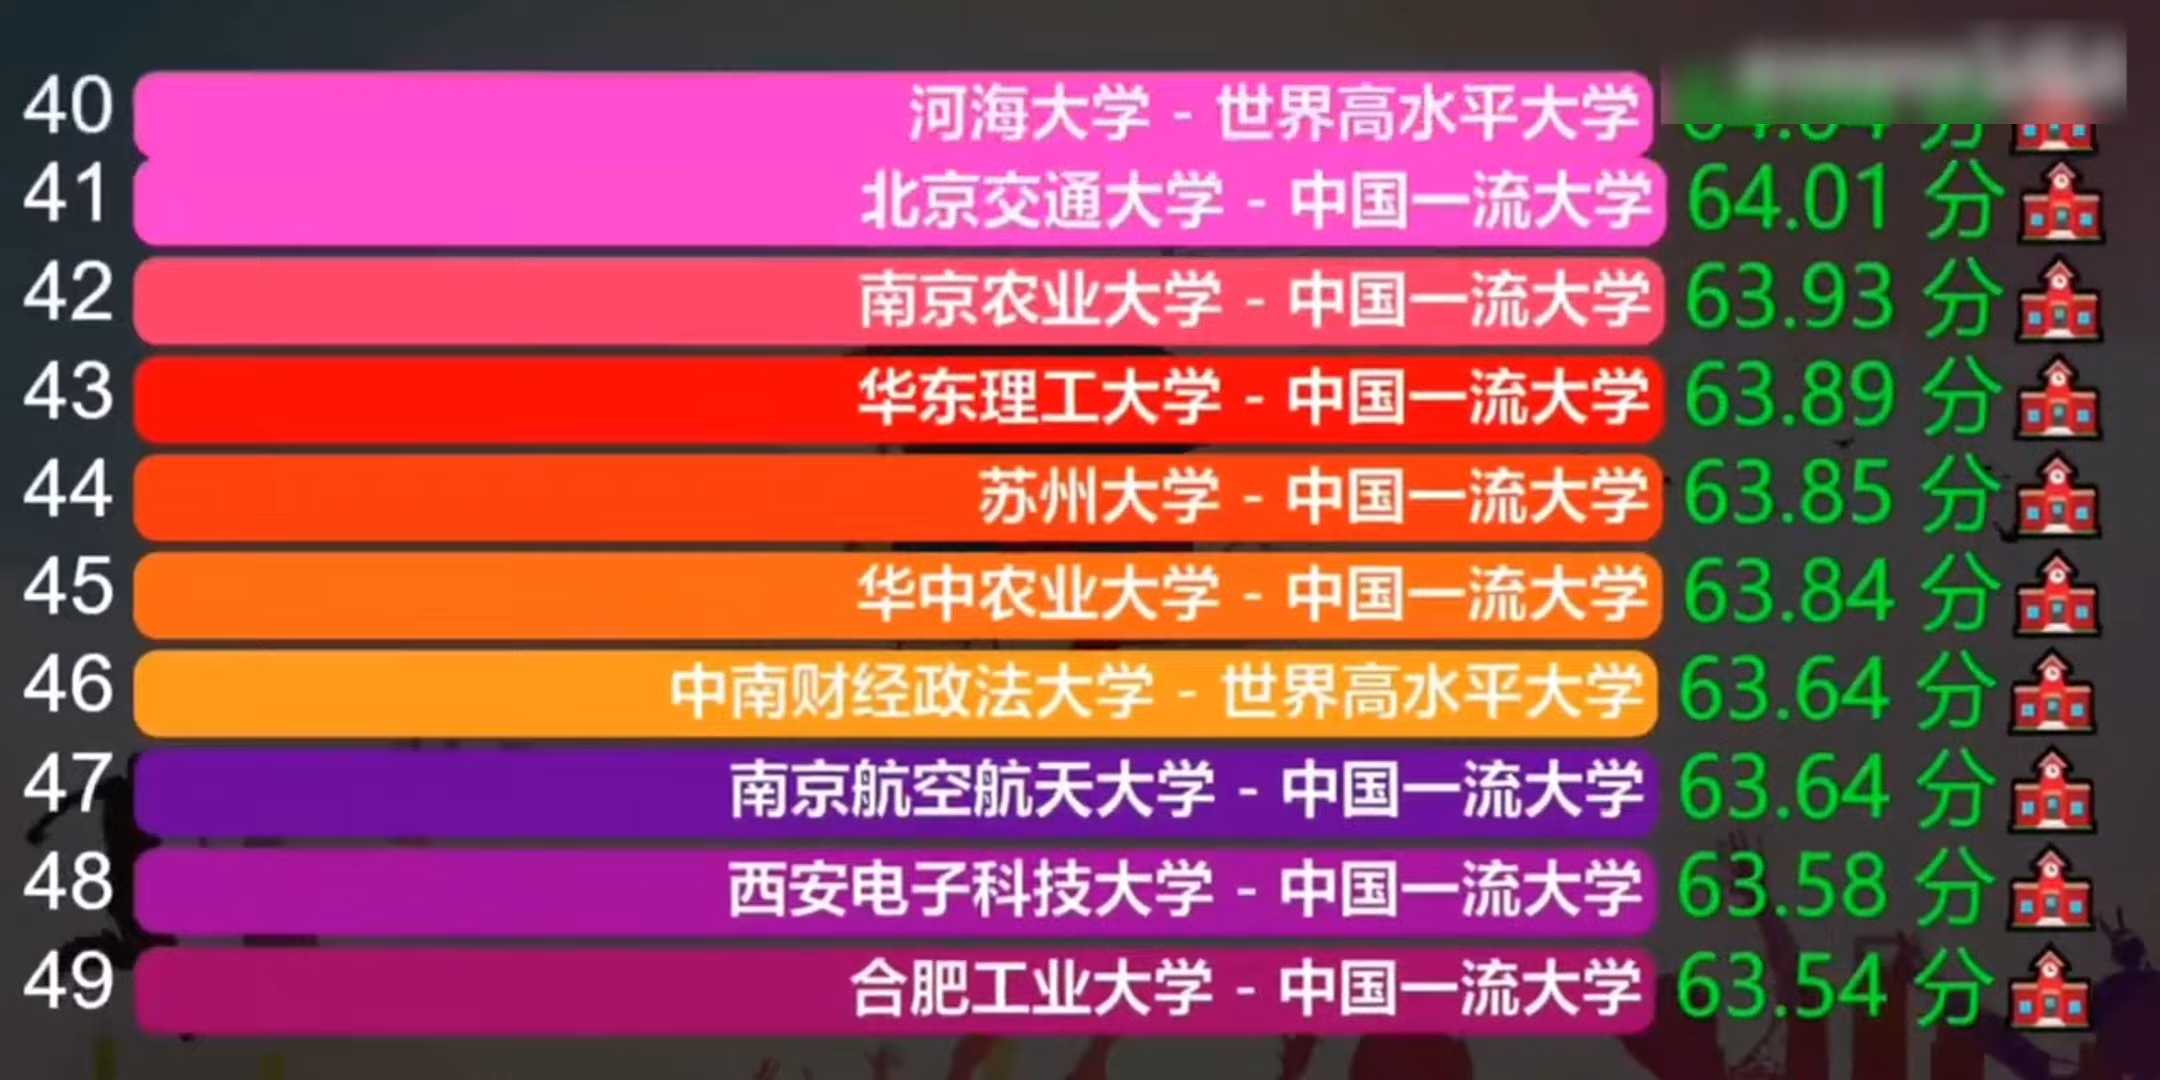 40 河海大学 - 世界高水平大学 分
41 北京交通大学 - 中国一流大学 64.01 分
42 南京农业大学 - 中国一流大学 63.93 分
43 华东理工大学 - 中国一流大学 63.89 分
44 苏州大学 - 中国一流大学 63.85 分
45 华中农业大学 - 中国一流大学 63.84 分
46 中南财经政法大学 - 世界高水平大学 63.64 分
47 南京航空航天大学 - 中国一流大学 63.64 分
48 西安电子科技大学 - 中国一流大学 63.58 分
49 合肥工业大学 - 中国一流大学 63.54 分